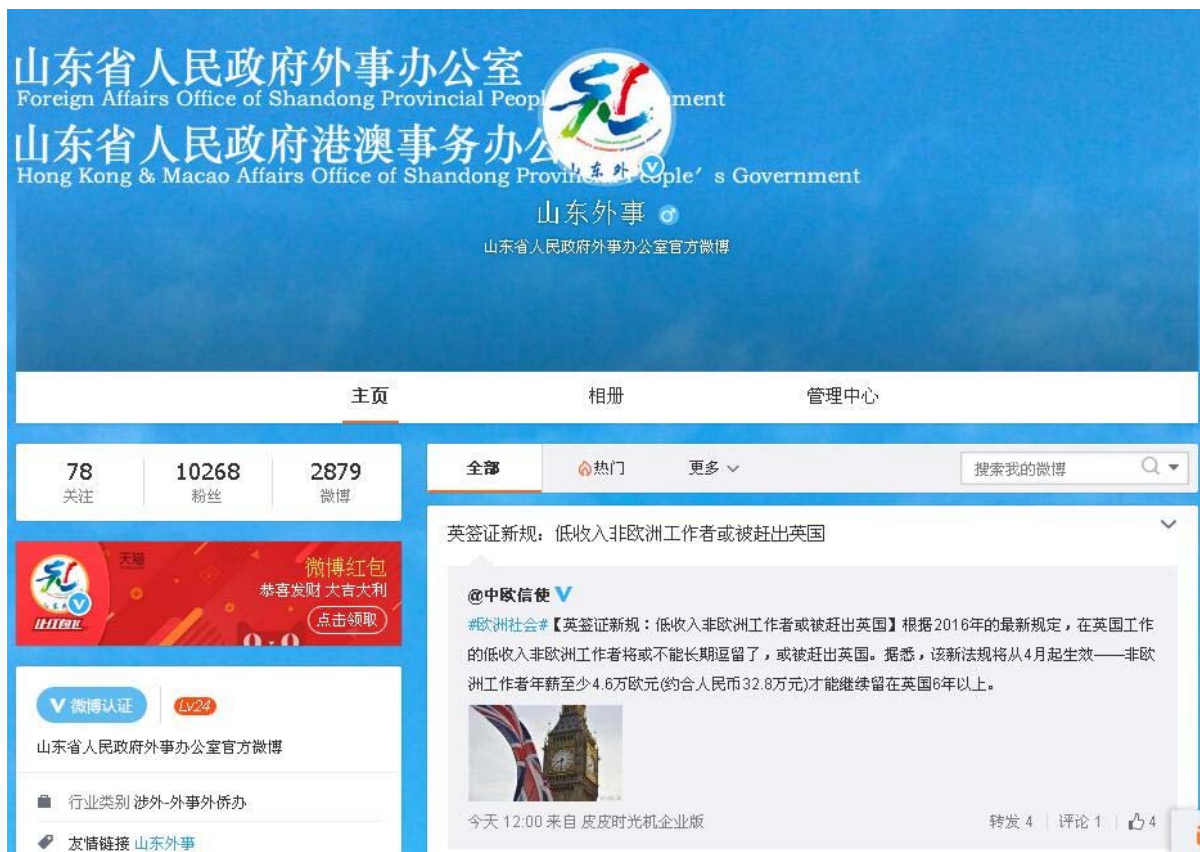 山东省人民政府外事办公室
Foreign Affairs Office of Shandong Provincial Peop ment
山东省人民政府港澳事务办公
Hong Kong & Macao Affairs Office of Shandong Provincial People's Government
山东外
山东外事
山东省人民政府外事办公室官方微博
主页 相册 管理中心
78 10268 2879
关注 粉丝 微博
全部 热门 更多 搜索我的微博
英签证新规：低收入非欧洲工作者或被赶出英国
天猫
微博红包
恭喜发财 大吉大利
让红包飞
点击领取
@中欧信使 V
#欧洲社会#【英签证新规：低收入非欧洲工作者或被赶出英国】根据2016年的最新规定，在英国工作
的低收入非欧洲工作者将或不能长期逗留了，或被赶出英国。据悉，该新法规将从4月起生效——非欧
洲工作者年薪至少4.6万欧元(约合人民币32.8万元)才能继续留在英国6年以上。
今天 12:00 来自 皮皮时光机企业版 转发 4 评论 1 4
V 微博认证 Lv24
山东省人民政府外事办公室官方微博
行业类别 涉外-外事外侨办
友情链接 山东外事